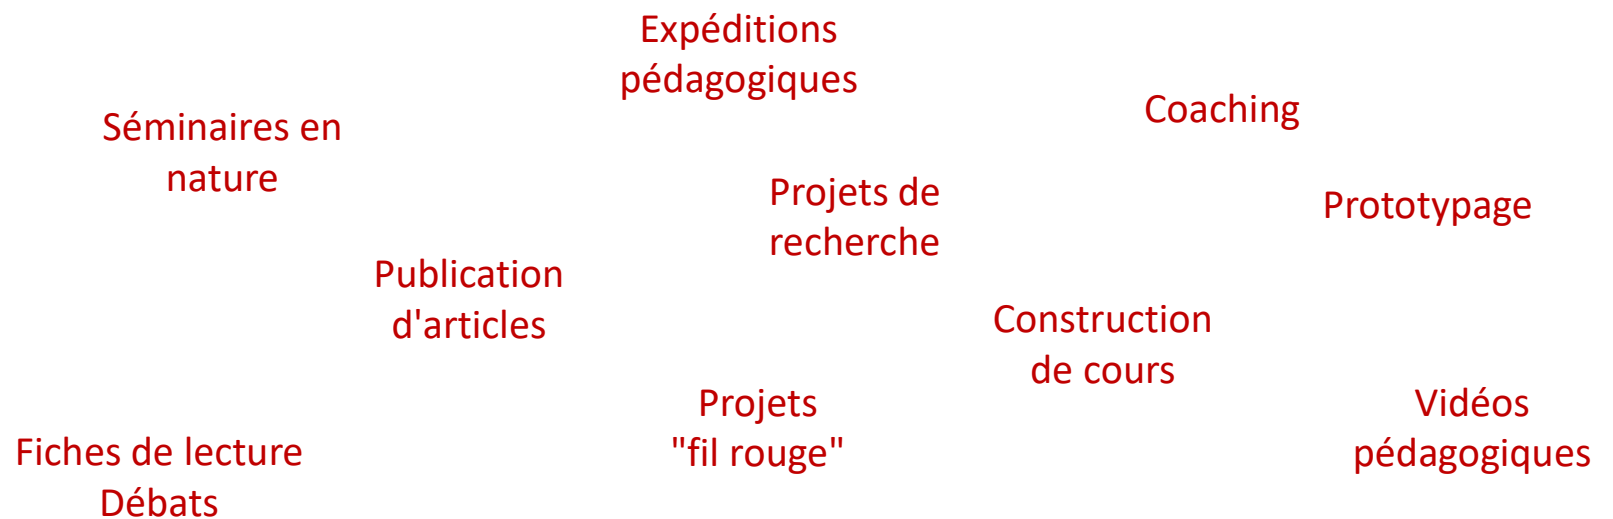 Expéditions
pédagogiques
Coaching
Séminaires en
nature
Projets de
recherche
Prototypage
Publication
d'articles
Construction
de cours
Projets
"fil rouge"
Vidéos
pédagogiques
Fiches de lecture
Débats